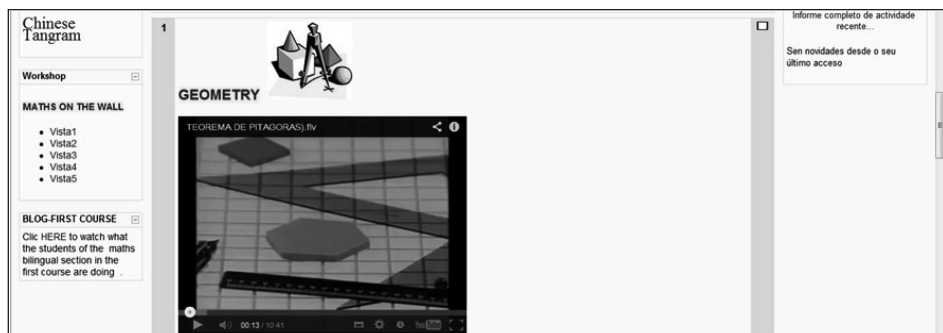 Chinese
Tangram
Workshop
MATHS ON THE WALL
Vista1
Vista2
Vista3
Vista4
Vista5
BLOG-FIRST COURSE
Clic HERE to watch what
the students of the maths
bilingual section in the
first course are doing .
1
GEOMETRY
TEOREMA DE PITAGORAS).flv
00:13 / 10:41
YouTube
Informe completo de actividade
recente...
Sen novidades desde o seu
último acceso